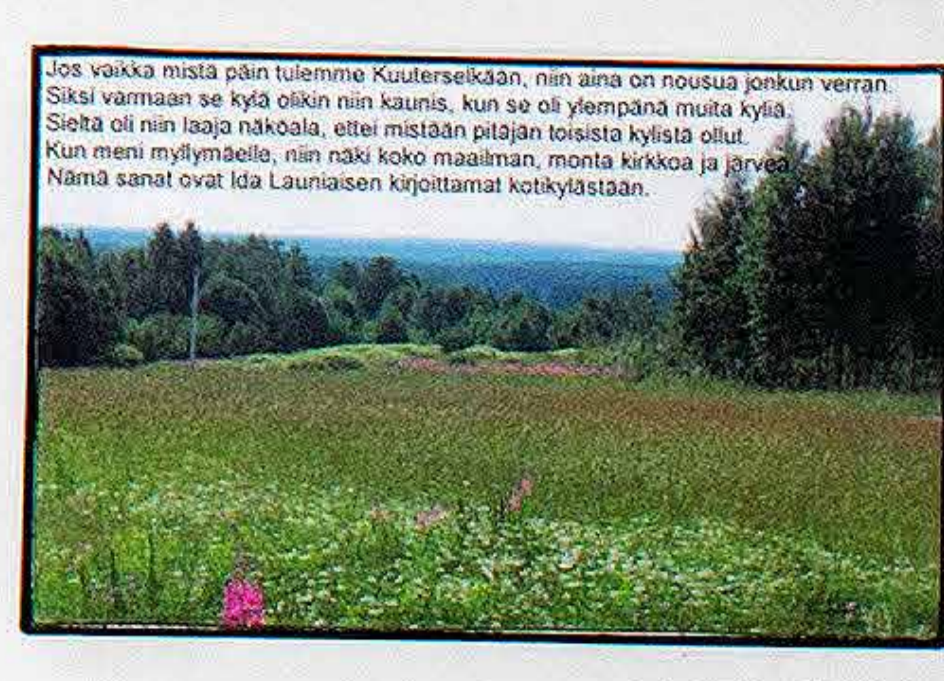 Jos vaikka mistä päin tulemme Kuuterselkään, niin aina on nousua jonkun verran.
Siksi varmaan se kylä olikin niin kaunis, kun se oli ylempänä muita kyliä.
Sieltä oli niin laaja näköala, ettei mistään pitäjän toisista kylistä ollut.
Kun meni myllymäelle, niin näki koko maailman, monta kirkkoa ja järveä.
Nämä sanat ovat Ida Launiaisen kirjoittamat kotikylästään.